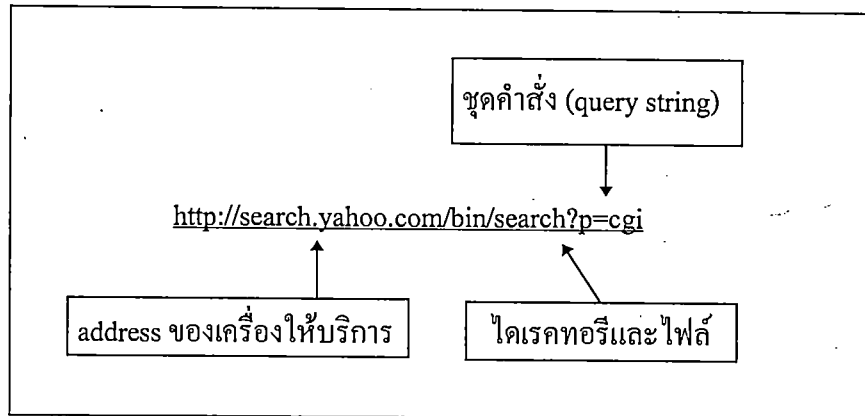 ชุดคำสั่ง (query string)
http://search.yahoo.com/bin/search?p=cgi
address ของเครื่องให้บริการ
ไดเรคทอรีและไฟล์